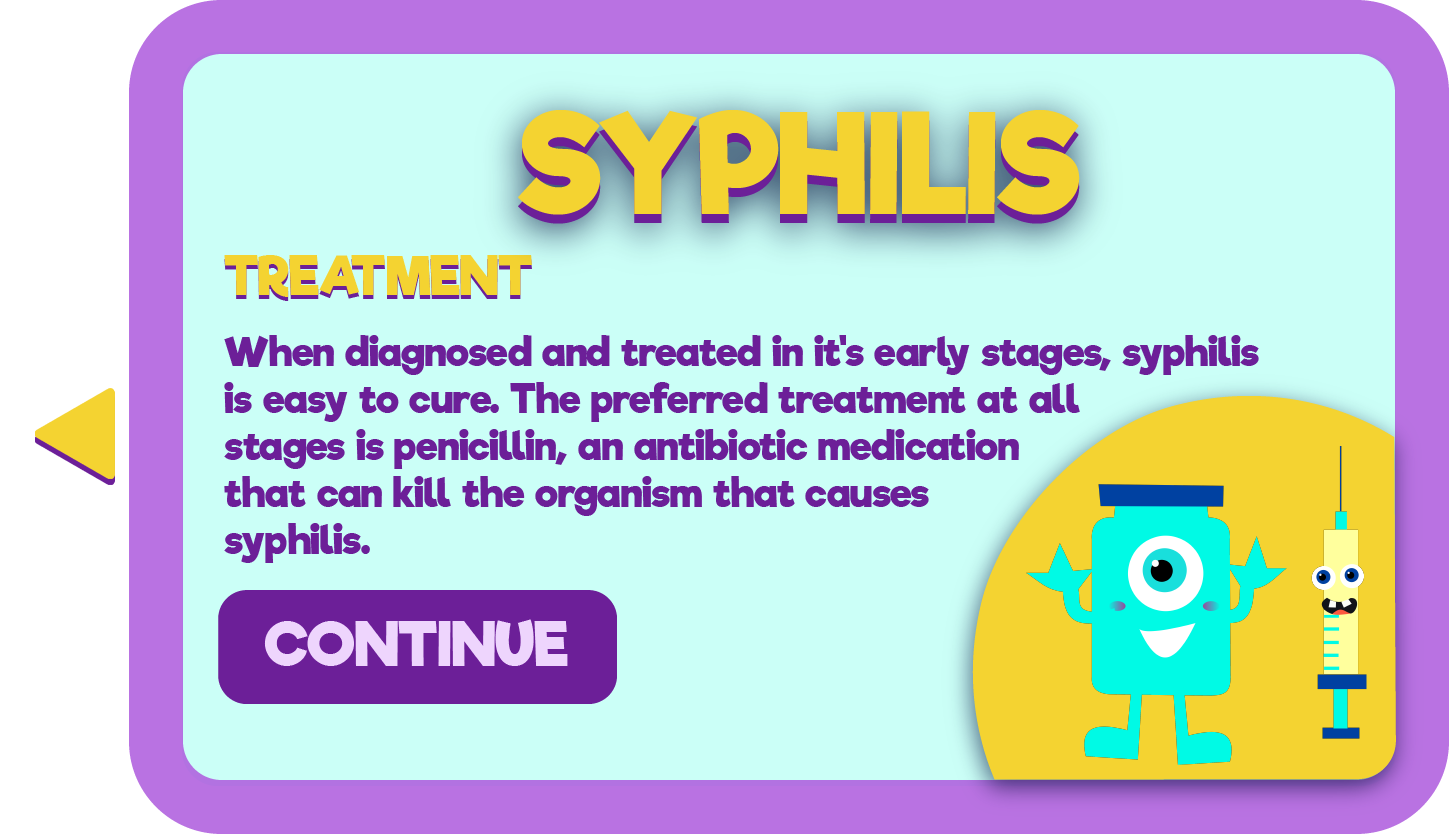 SYPHILIS
TREATMENT
When diagnosed and treated in it's early stages, syphilis
is easy to cure. The preferred treatment at all
stages is penicillin, an antibiotic medication
that can kill the organism that causes
syphilis.
CONTINUE